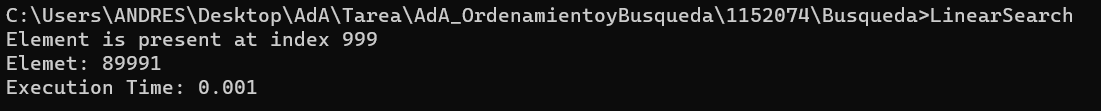 C:\Users\ANDRES\Desktop\AdA\Tarea\AdA_OrdenamientoyBusqueda\1152074\Busqueda>LinearSearch
Element is present at index 999
Elemet: 89991
Execution Time: 0.001